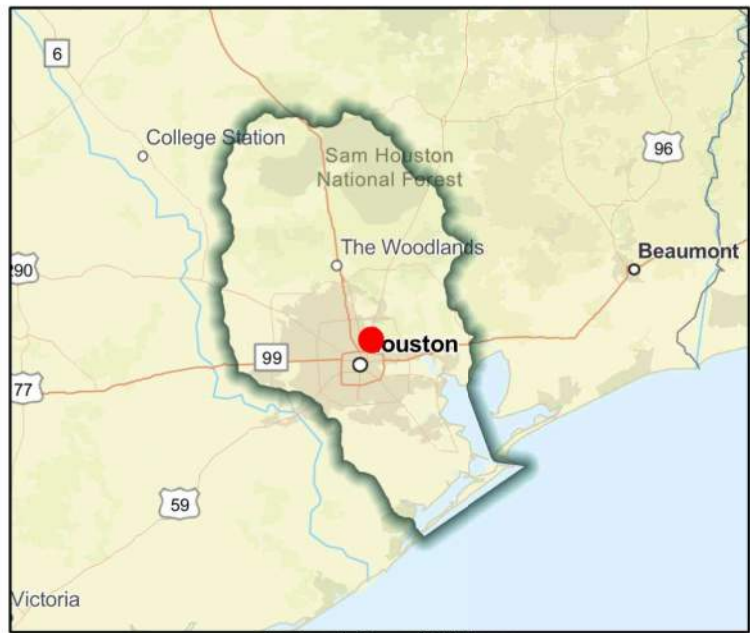 6
College Station
Sam Houston
National Forest
96
The Woodlands
Beaumont
290
ouston
99
77
59
Victoria